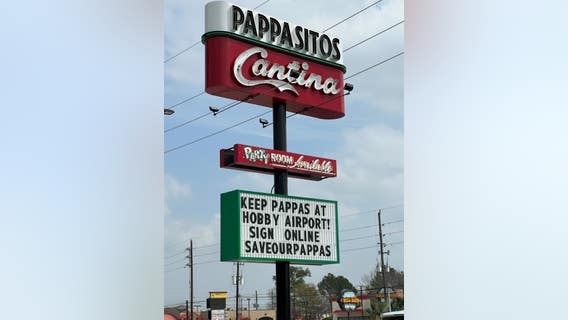 PAPPASITOS
Cantina
PARTY ROOM Available
KEEP PAPPAS AT
HOBBY AIRPORT!
SIGN ONLINE
SAVEOURPAPPAS